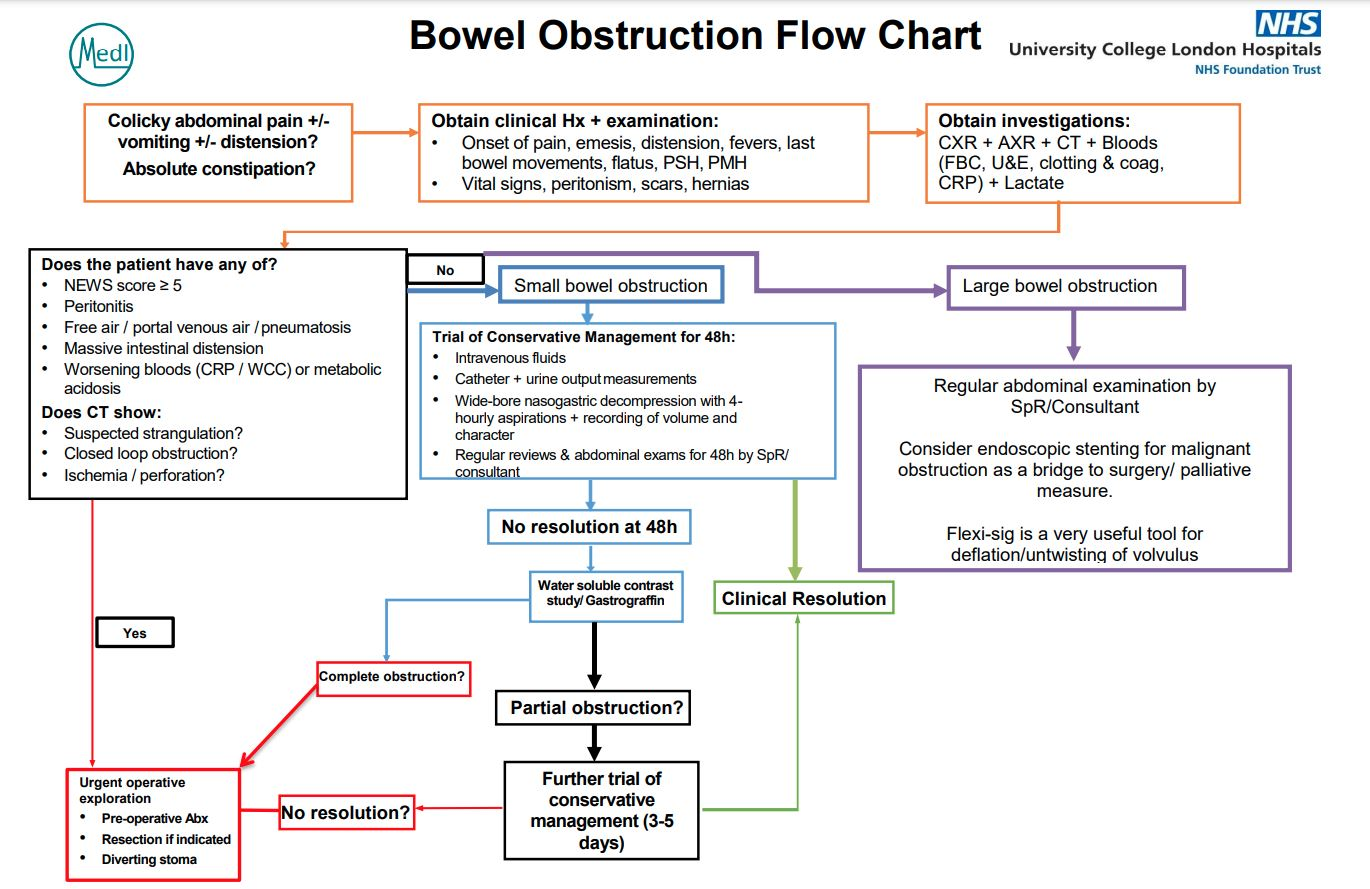 Medl
Bowel Obstruction Flow Chart
NHS
University College London Hospitals
NHS Foundation Trust
Colicky abdominal pain +/-
vomiting +/- distension?
Absolute constipation?
Obtain clinical Hx + examination:
• Onset of pain, emesis, distension, fevers, last
bowel movements, flatus, PSH, PMH
• Vital signs, peritonism, scars, hernias
Obtain investigations:
CXR + AXR + CT + Bloods
(FBC, U&E, clotting & coag,
CRP) + Lactate
Does the patient have any of?
• NEWS score ≥ 5
• Peritonitis
• Free air / portal venous air / pneumatosis
• Massive intestinal distension
• Worsening bloods (CRP / WCC) or metabolic
acidosis
Does CT show:
• Suspected strangulation?
• Closed loop obstruction?
• Ischemia / perforation?
No
Small bowel obstruction
Large bowel obstruction
Trial of Conservative Management for 48h:
• Intravenous fluids
• Catheter + urine output measurements
• Wide-bore nasogastric decompression with 4-
hourly aspirations + recording of volume and
character
• Regular reviews & abdominal exams for 48h by SpR/
consultant
Regular abdominal examination by
SpR/Consultant
Consider endoscopic stenting for malignant
obstruction as a bridge to surgery/ palliative
measure.
Flexi-sig is a very useful tool for
deflation/untwisting of volvulus
No resolution at 48h
Water soluble contrast
study/ Gastrograffin
Clinical Resolution
Yes
Complete obstruction?
Partial obstruction?
Urgent operative
exploration
• Pre-operative Abx
• Resection if indicated
• Diverting stoma
No resolution?
Further trial of
conservative
management (3-5
days)